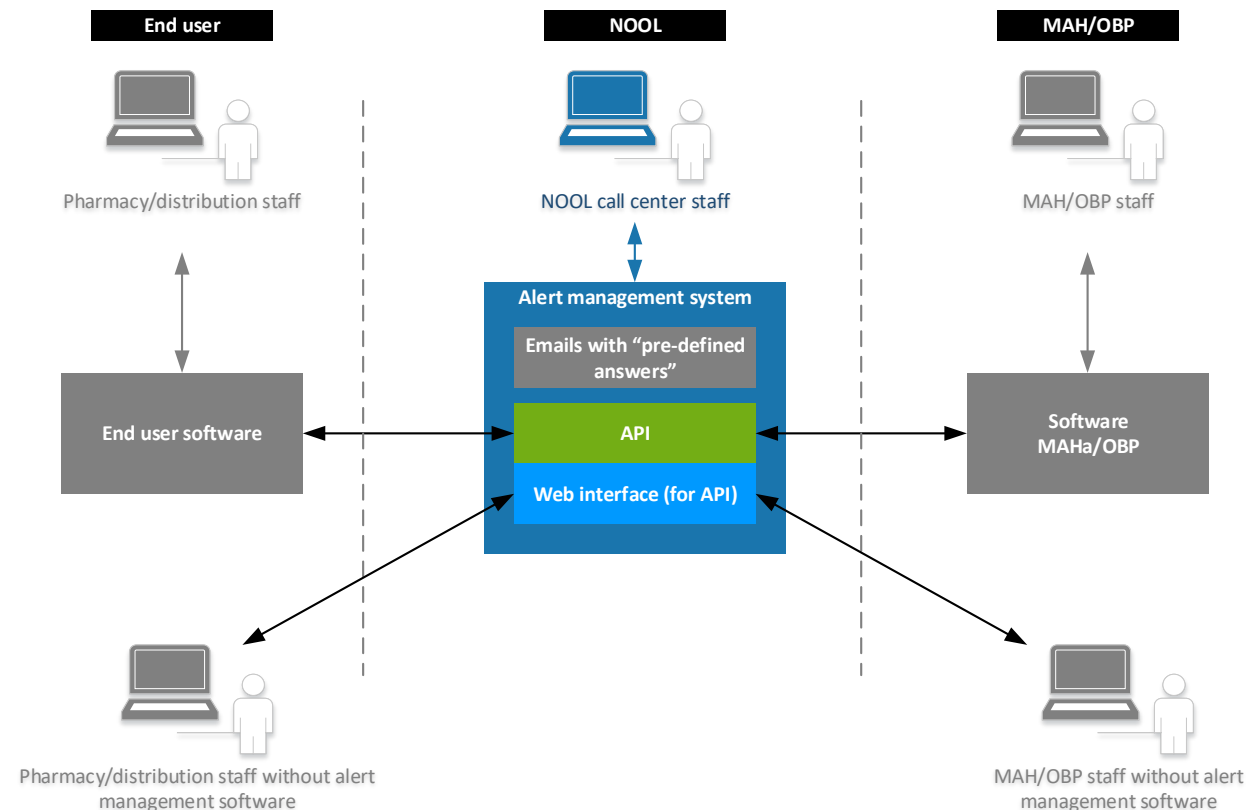 End user
NOOL
MAH/OBP
Pharmacy/distribution staff
NOOL call center staff
MAH/OBP staff
Alert management system
Emails with “pre-defined
answers”
End user software
API
Software
MAHa/OBP
Web interface (for API)
Pharmacy/distribution staff without alert
management software
MAH/OBP staff without alert
management software